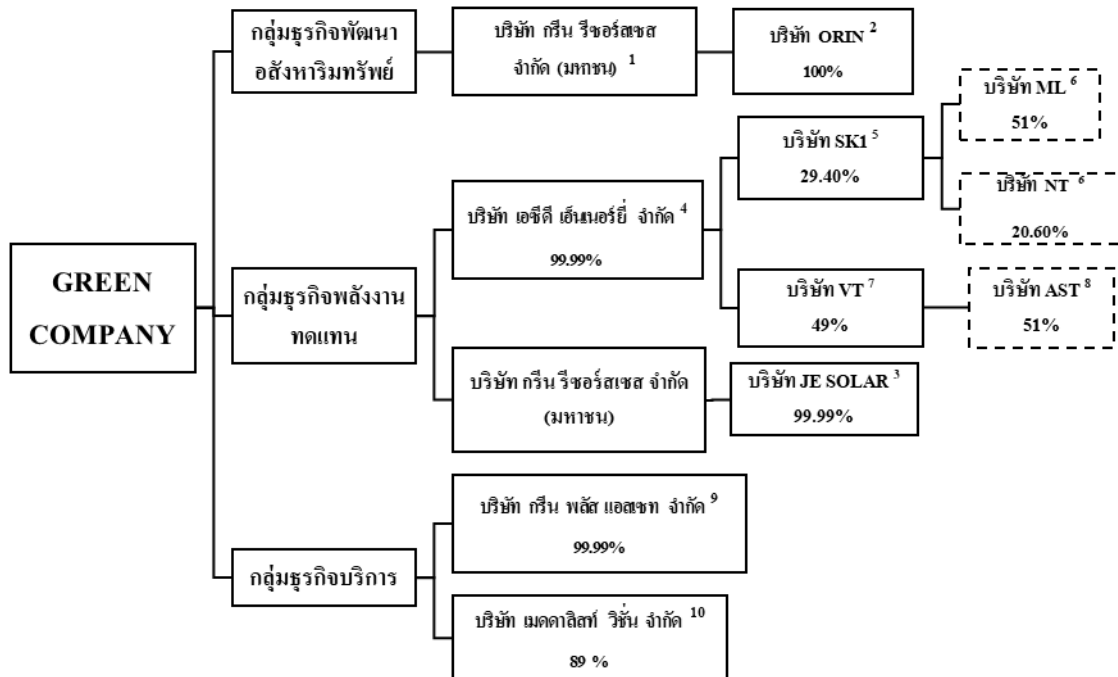 GREEN
COMPANY
กลุ่มธุรกิจพัฒนา
อสังหาริมทรัพย์
บริษัท กรีน รีซอร์สเซส
จำกัด (มหาชน) 1
บริษัท ORIN 2
100%
กลุ่มธุรกิจพลังงาน
ทดแทน
บริษัท เอซีดี เอ็นเนอร์ยี่ จำกัด 4
99.99%
บริษัท SK1 5
29.40%
บริษัท ML 6
51%
บริษัท NT 6
20.60%
บริษัท VT 7
49%
บริษัท AST 8
51%
บริษัท กรีน รีซอร์สเซส จำกัด
(มหาชน)
บริษัท JE SOLAR 3
99.99%
กลุ่มธุรกิจบริการ
บริษัท กรีน พลัส แอสเซท จำกัด 9
99.99%
บริษัท เมดดาลิสท์ วิชั่น จำกัด 10
89 %